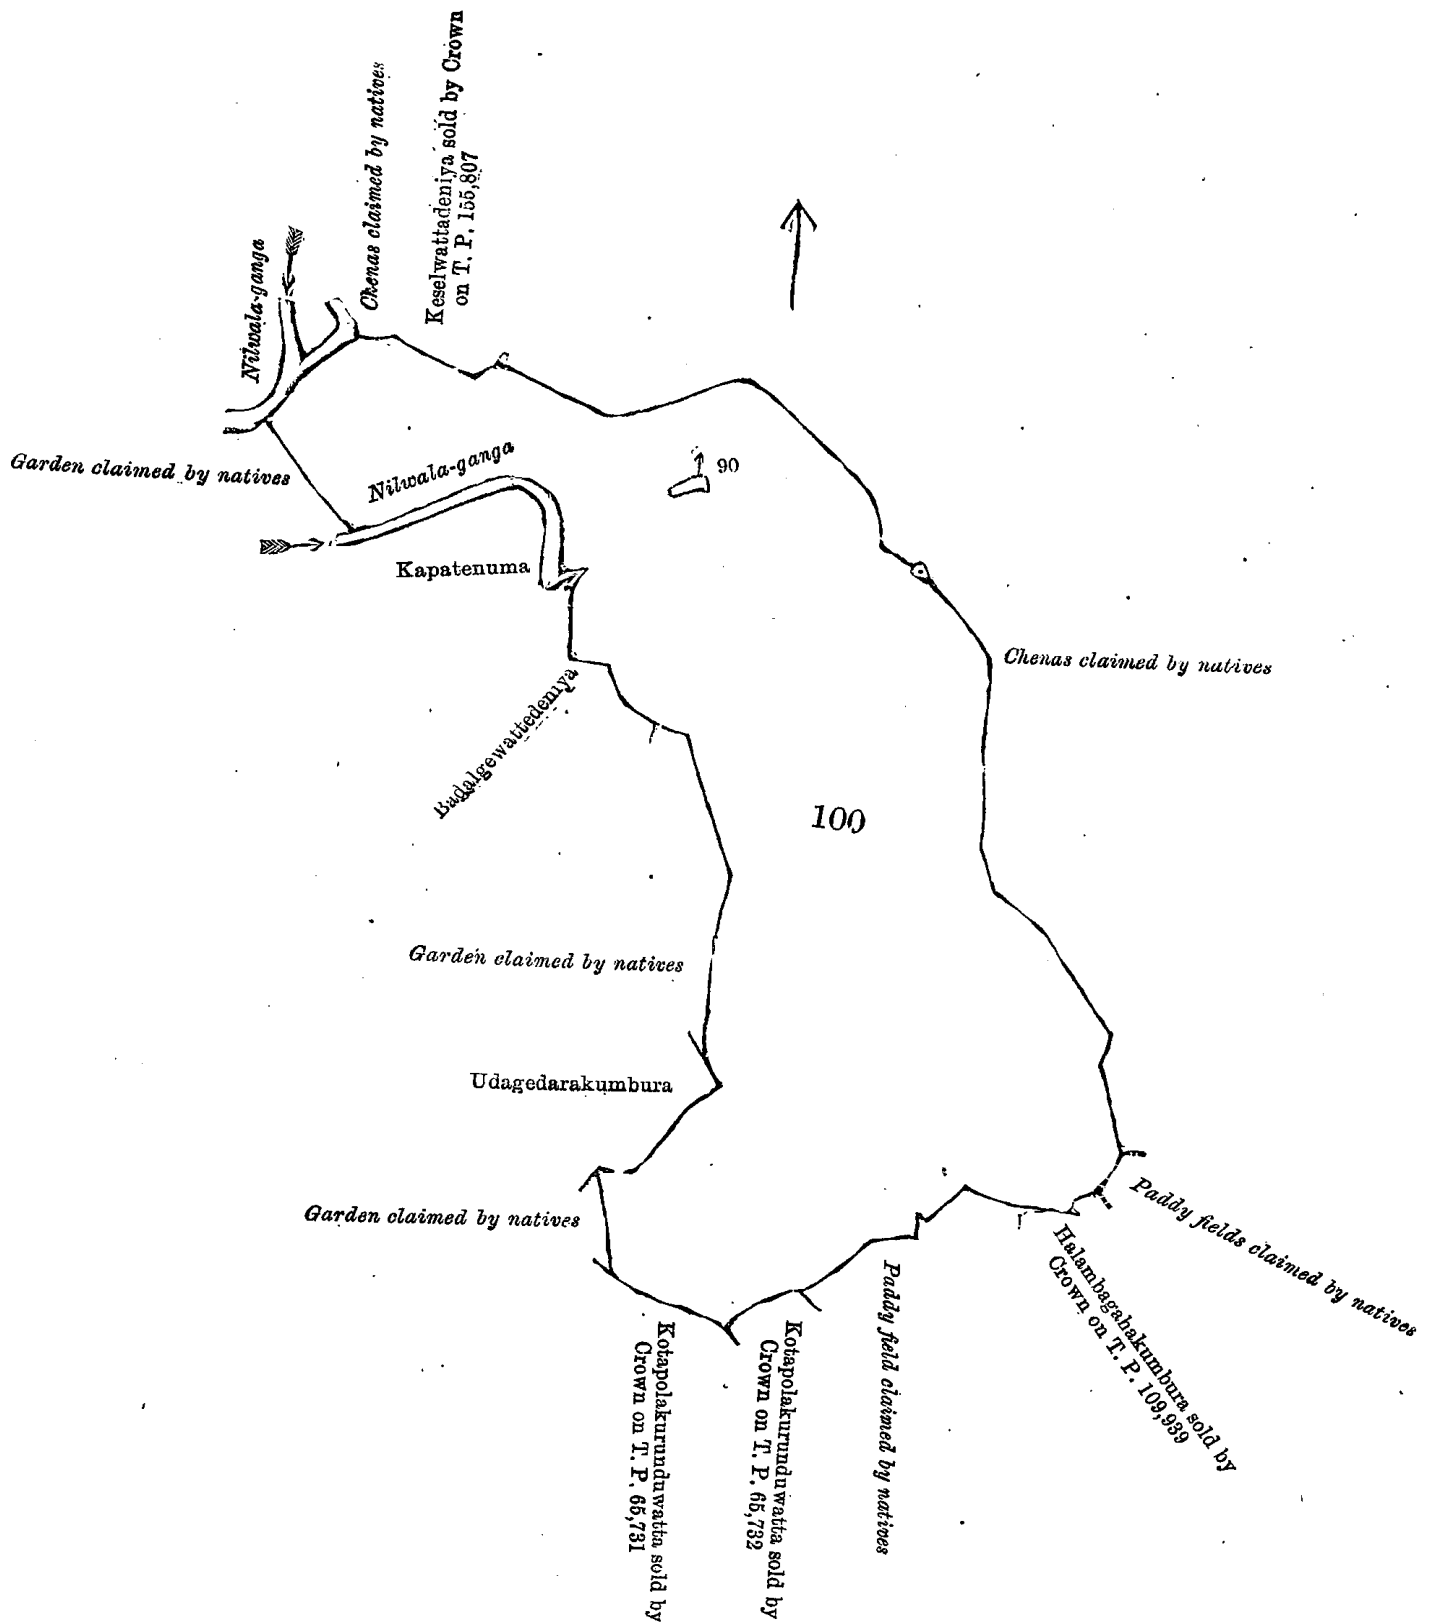 Nilwala-ganga
Chenas claimed by natives
Keselwattadeniya sold by Crown
on T. P. 155,807
Garden claimed by natives
Nilwala-ganga
90
Kapatenuma
Chenas claimed by natives
Badalgewattedeniya
100
Garden claimed by natives
Udagedarakumbura
Garden claimed by natives
Paddy fields claimed by natives
Halambagahakumbura sold by
Crown on T. P. 109,939
Paddy field claimed by natives
Kotapolakurunduwatta sold by
Crown on T. P. 65,732
Kotapolakurunduwatta sold by
Crown on T. P. 65,731